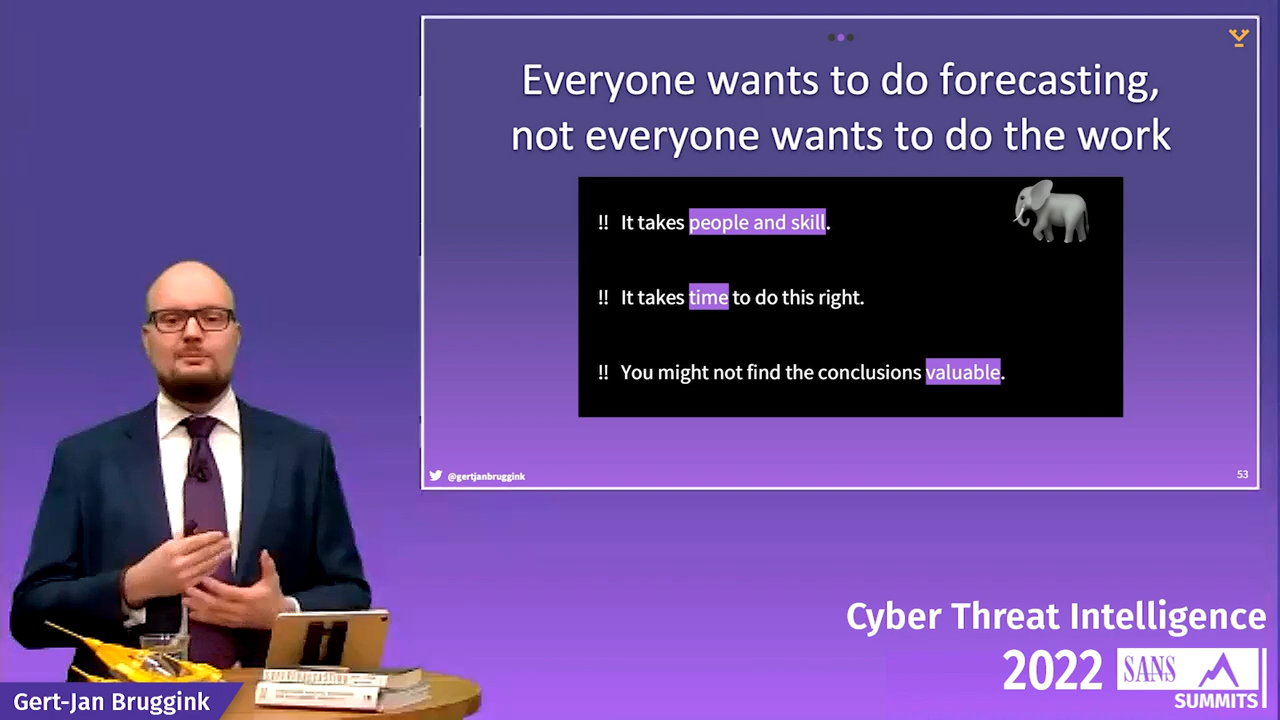 Everyone wants to do forecasting,
not everyone wants to do the work
!! It takes people and skill.
!! It takes time to do this right.
!! You might not find the conclusions valuable.
@gertjanbruggink
53
Cyber Threat Intelligence
2022 SANS
SUMMITS
Gert-Jan Bruggink